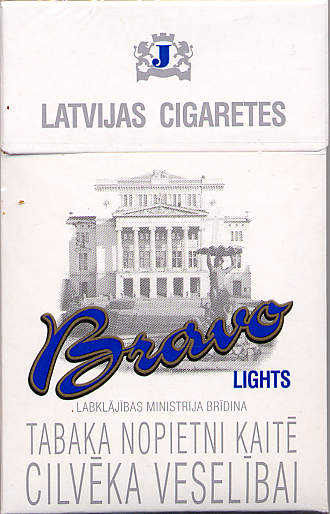 J
LATVIJAS CIGARETES
Bravo
LIGHTS
LABKLĀJĪBAS MINISTRIJA BRĪDINA
TABAKA NOPIETNI KAITĒ
CILVĒKA VESELĪBAI